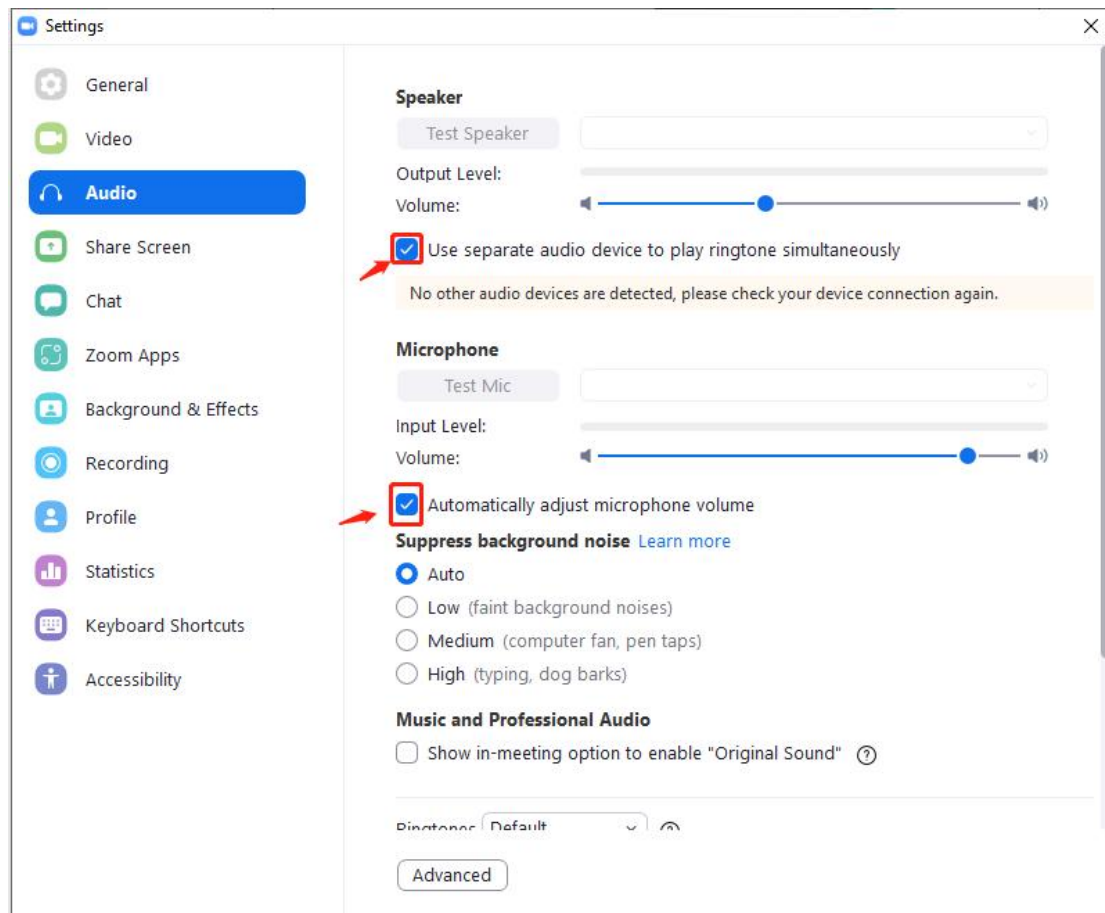 Settings
General
Video
Audio
Share Screen
Chat
Zoom Apps
Background & Effects
Recording
Profile
Statistics
Keyboard Shortcuts
Accessibility
Speaker
Test Speaker
Output Level:
Volume:
Use separate audio device to play ringtone simultaneously
No other audio devices are detected, please check your device connection again.
Microphone
Test Mic
Input Level:
Volume:
Automatically adjust microphone volume
Suppress background noise Learn more
Auto
Low (faint background noises)
Medium (computer fan, pen taps)
High (typing, dog barks)
Music and Professional Audio
Show in-meeting option to enable "Original Sound" ?
Ringtones Default ?
Advanced